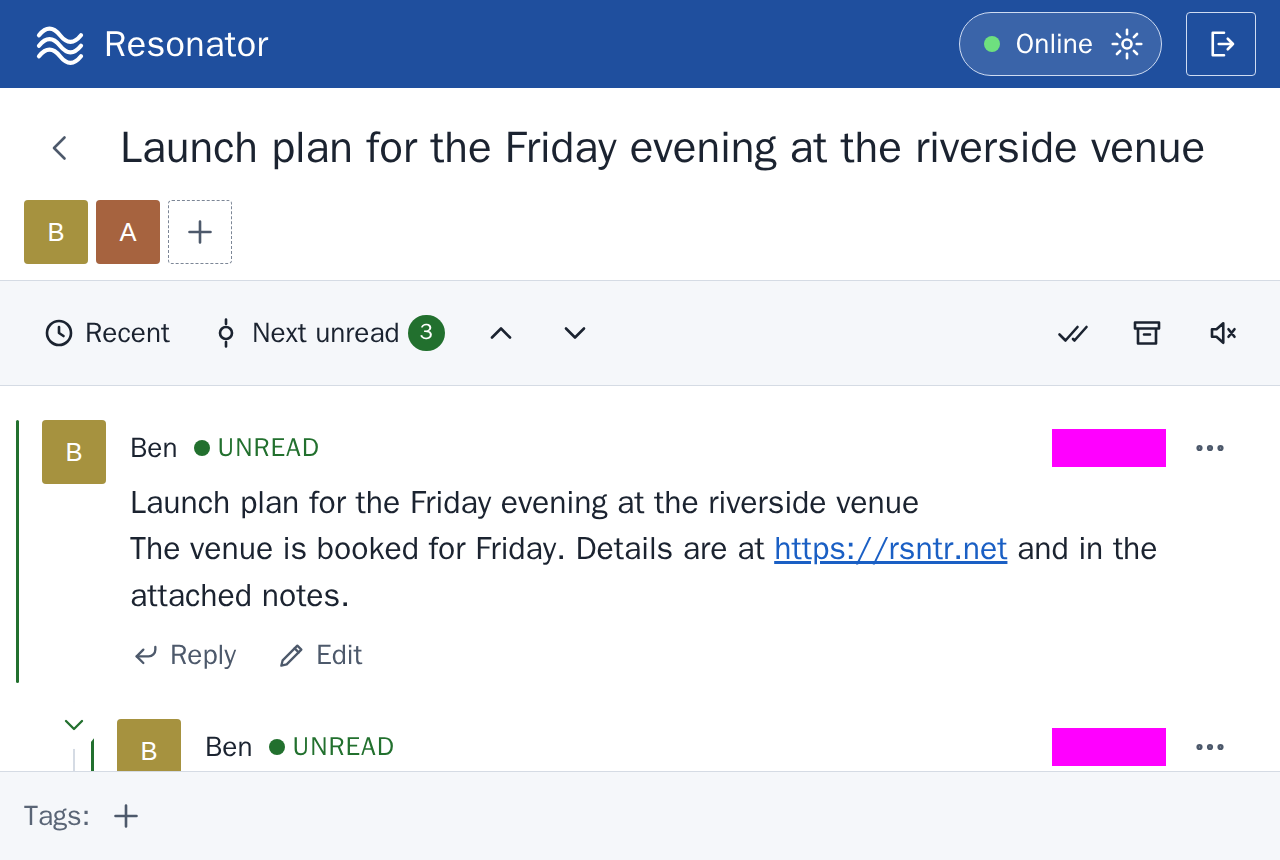 Resonator
Online
Launch plan for the Friday evening at the riverside venue
B A
Recent
Next unread 3
B
Ben UNREAD
Launch plan for the Friday evening at the riverside venue
The venue is booked for Friday. Details are at https://rsntr.net and in the
attached notes.
Reply Edit
B
Ben UNREAD
Tags: